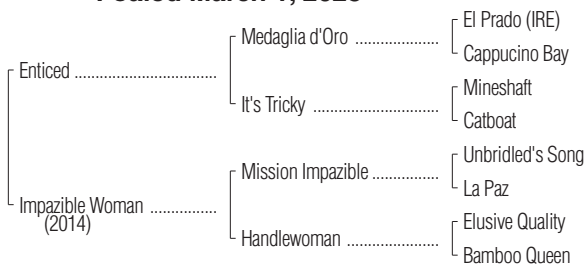 Foaled March 1, 2023
El Prado (IRE)
Medaglia d'Oro
Cappucino Bay
Enticed
Mineshaft
It's Tricky
Catboat
Unbridled's Song
Mission Impazible
La Paz
Impazible Woman
(2014)
Elusive Quality
Handlewoman
Bamboo Queen